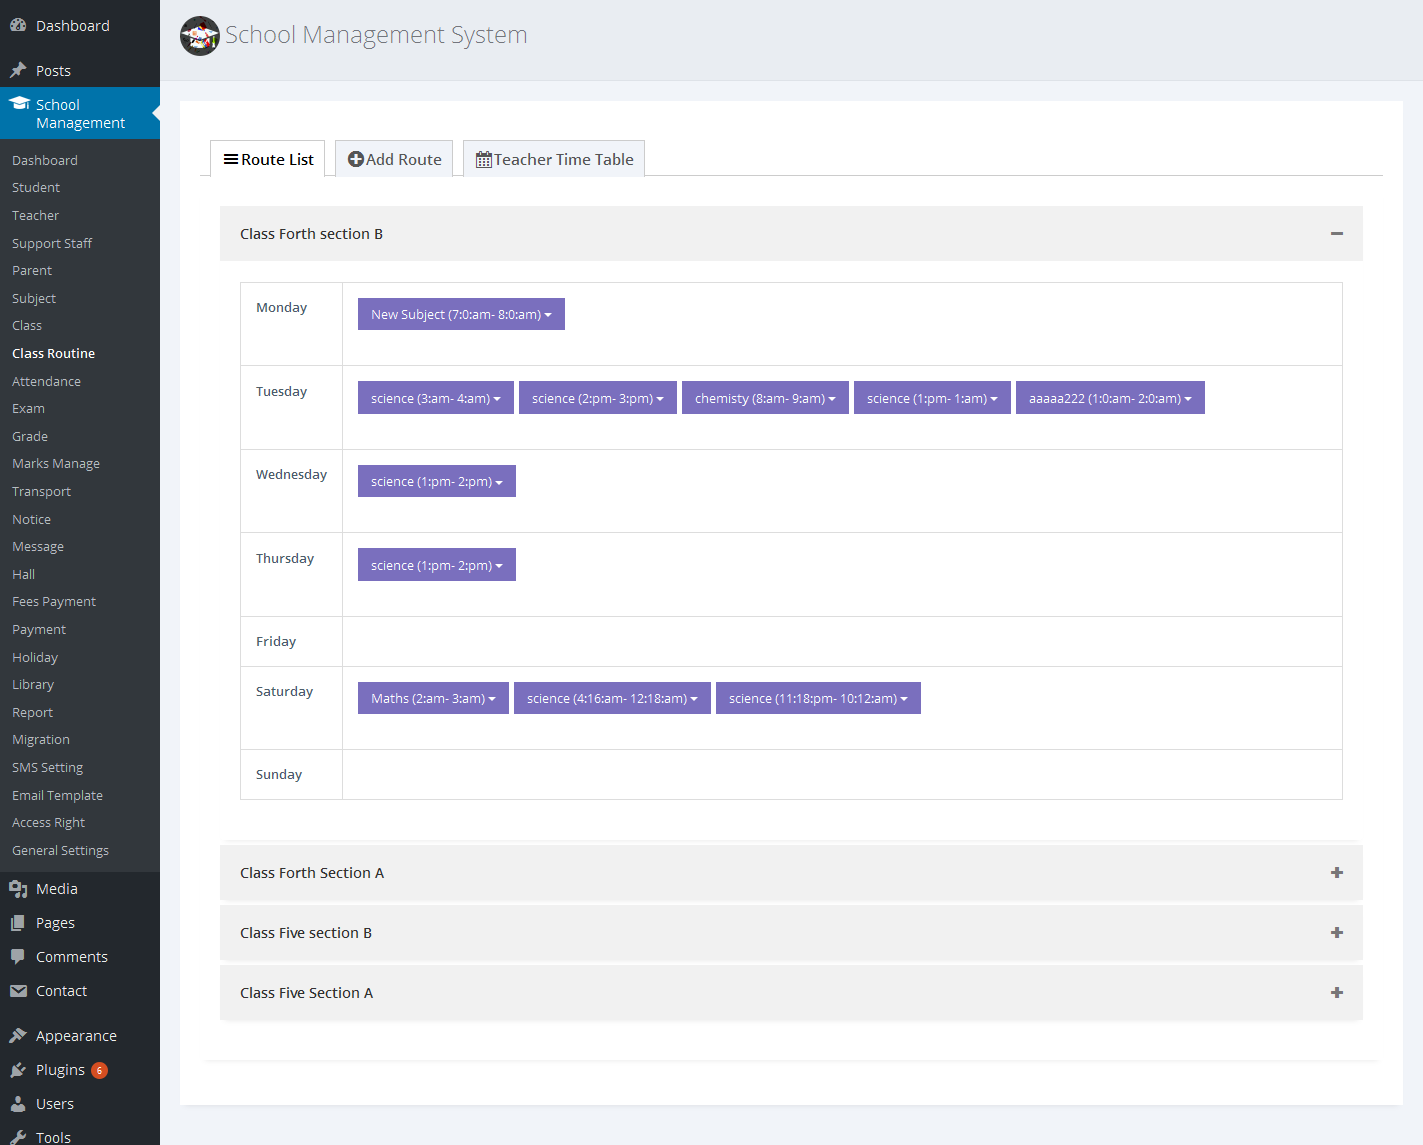 Dashboard
Posts
School
Management
Dashboard
Student
Teacher
Support Staff
Parent
Subject
Class
Class Routine
Attendance
Exam
Grade
Marks Manage
Transport
Notice
Message
Hall
Fees Payment
Payment
Holiday
Library
Report
Migration
SMS Setting
Email Template
Access Right
General Settings
Media
Pages
Comments
Contact
Appearance
Plugins 6
Users
Tools
School Management System
Route List Add Route Teacher Time Table
Class Forth section B
Monday New Subject (7:0:am- 8:0:am)
Tuesday science (3:am- 4:am) science (2:pm- 3:pm) chemisty (8:am- 9:am) science (1:pm- 1:am) aaaaa222 (1:0:am- 2:0:am)
Wednesday science (1:pm- 2:pm)
Thursday science (1:pm- 2:pm)
Friday
Saturday Maths (2:am- 3:am) science (4:16:am- 12:18:am) science (11:18:pm- 10:12:am)
Sunday
Class Forth Section A
Class Five section B
Class Five Section A